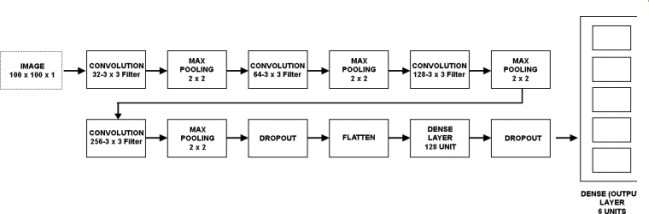 IMAGE
100 x 100 x 1
CONVOLUTION
32-3 x 3 Filter
MAX
POOLING
2 x 2
CONVOLUTION
64-3 x 3 Filter
MAX
POOLING
2 x 2
CONVOLUTION
128-3 x 3 Filter
MAX
POOLING
2 x 2
CONVOLUTION
256-3 x 3 Filter
MAX
POOLING
2 x 2
DROPOUT
FLATTEN
DENSE
LAYER
128 UNIT
DROPOUT
DENSE (OUTPU
LAYER
5 UNITS